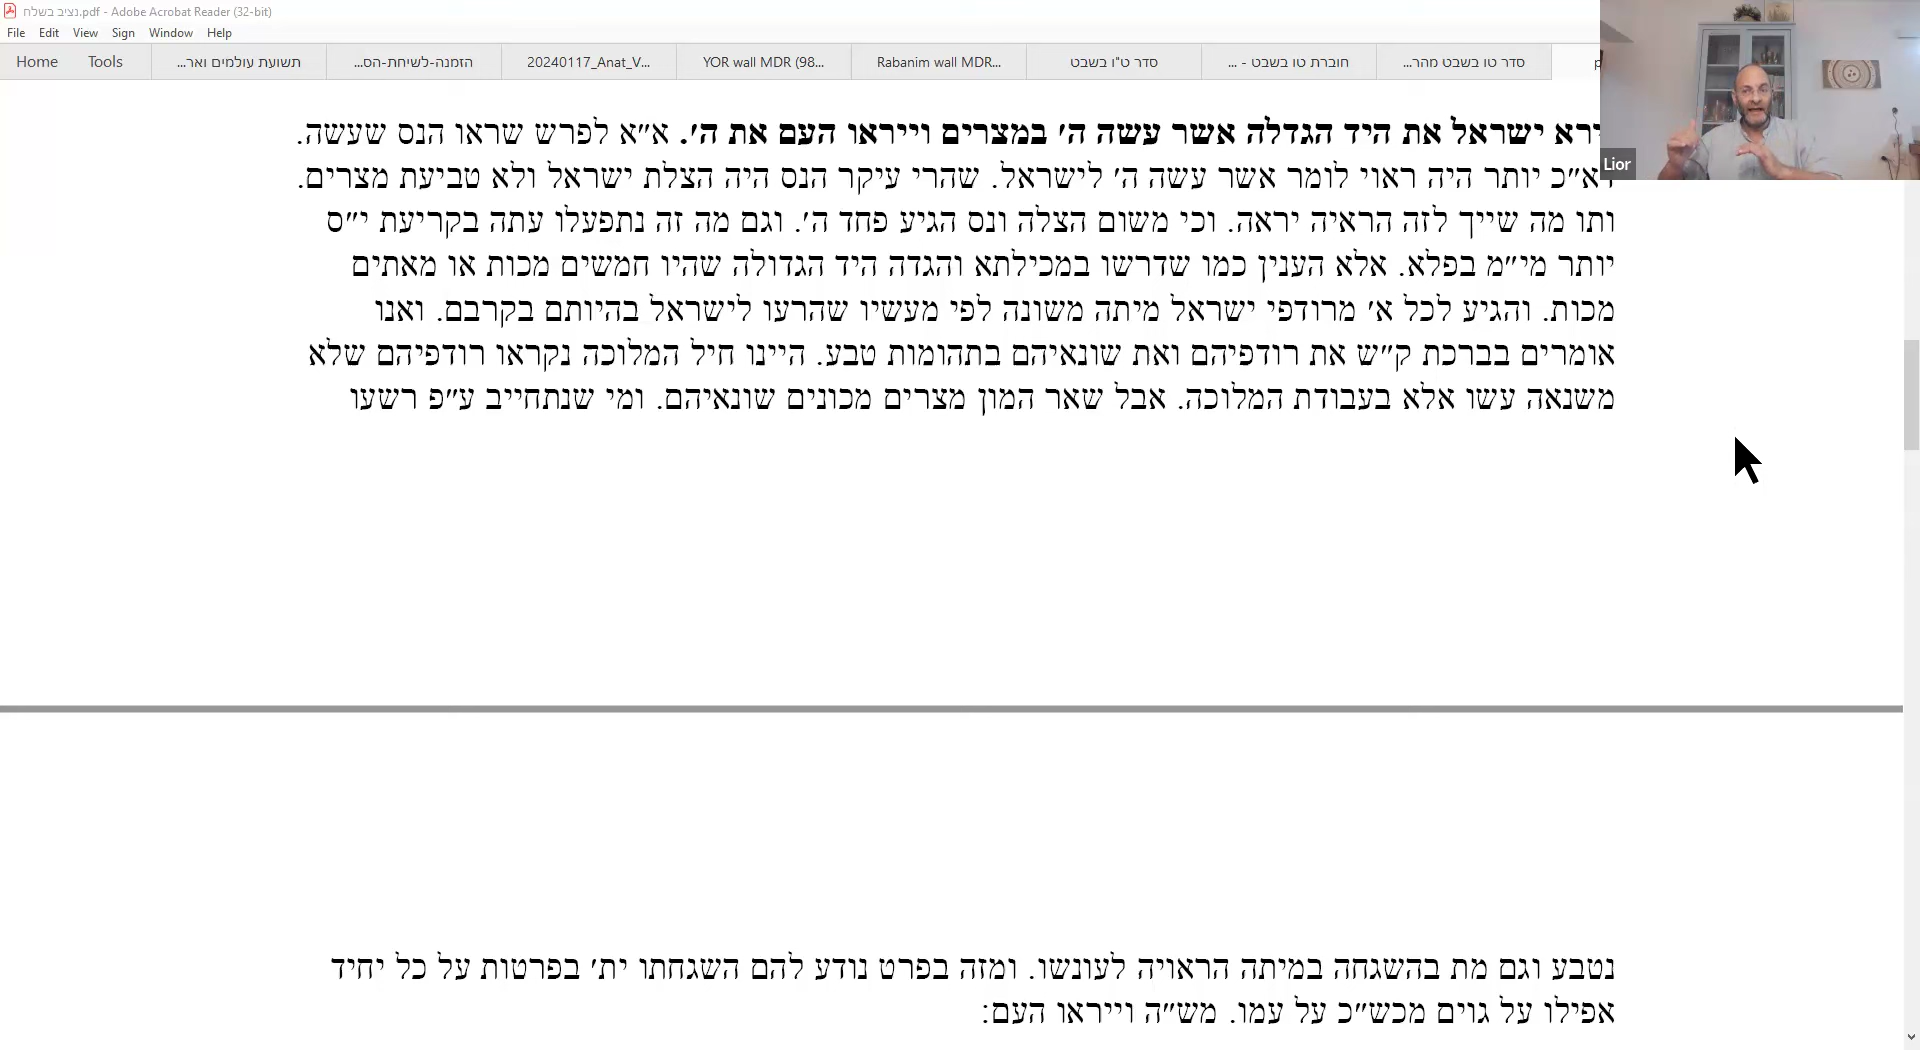 נציב בשלח.pdf - Adobe Acrobat Reader (32-bit)
File Edit View Sign Window Help
Home Tools תשועת עולמים ואר... הזמנה-לשיחת-הס... 20240117_Anat_V... YOR wall MDR (98... Rabanim wall MDR... סדר ט"ו בשבט חוברת טו בשבט - ... סדר טו בשבט מהר...
Lior
ישראל את היד הגדלה אשר עשה ה׳ במצרים וייראו העם את ה׳. א״א לפרש שראו הנס שעשה.
יותר היה ראוי לומר אשר עשה ה׳ לישראל. שהרי עיקר הנס היה הצלת ישראל ולא טביעת מצרים.
ותו מה שייך לזה הראיה יראה. וכי משום הצלה ונס הגיע פחד ה׳. וגם מה זה נתפעלו עתה בקריעת י״ס
יותר מי״מ בפלא. אלא הענין כמו שדרשו במכילתא והגדה היד הגדולה שהיו חמשים מכות או מאתים
מכות. והגיע לכל א׳ מרודפי ישראל מיתה משונה לפי מעשיו שהרעו לישראל בהיותם בקרבם. ואנו
אומרים בברכת ק״ש את רודפיהם ואת שונאיהם בתהומות טבע. היינו חיל המלוכה נקראו רודפיהם שלא
משנאה עשו אלא בעבודת המלוכה. אבל שאר המון מצרים מכונים שונאיהם. ומי שנתחייב ע״פ רשעו
נטבע וגם מת בהשגחה במיתה הראויה לעונשו. ומזה בפרט נודע להם השגחתו ית׳ בפרטות על כל יחיד
אפילו על גוים מכש״כ על עמו. מש״ה וייראו העם: